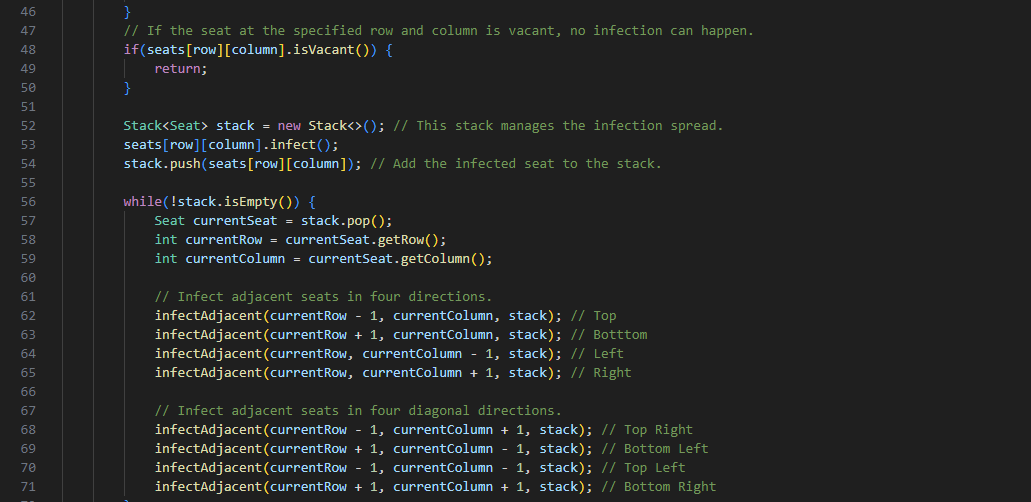 46 }
47 // If the seat at the specified row and column is vacant, no infection can happen.
48 if(seats[row][column].isVacant()) {
49 return;
50 }
51
52 Stack<Seat> stack = new Stack<>(); // This stack manages the infection spread.
53 seats[row][column].infect();
54 stack.push(seats[row][column]); // Add the infected seat to the stack.
55
56 while(!stack.isEmpty()) {
57 Seat currentSeat = stack.pop();
58 int currentRow = currentSeat.getRow();
59 int currentColumn = currentSeat.getColumn();
60
61 // Infect adjacent seats in four directions.
62 infectAdjacent(currentRow - 1, currentColumn, stack); // Top
63 infectAdjacent(currentRow + 1, currentColumn, stack); // Botttom
64 infectAdjacent(currentRow, currentColumn - 1, stack); // Left
65 infectAdjacent(currentRow, currentColumn + 1, stack); // Right
66
67 // Infect adjacent seats in four diagonal directions.
68 infectAdjacent(currentRow - 1, currentColumn + 1, stack); // Top Right
69 infectAdjacent(currentRow + 1, currentColumn - 1, stack); // Bottom Left
70 infectAdjacent(currentRow - 1, currentColumn - 1, stack); // Top Left
71 infectAdjacent(currentRow + 1, currentColumn + 1, stack); // Bottom Right